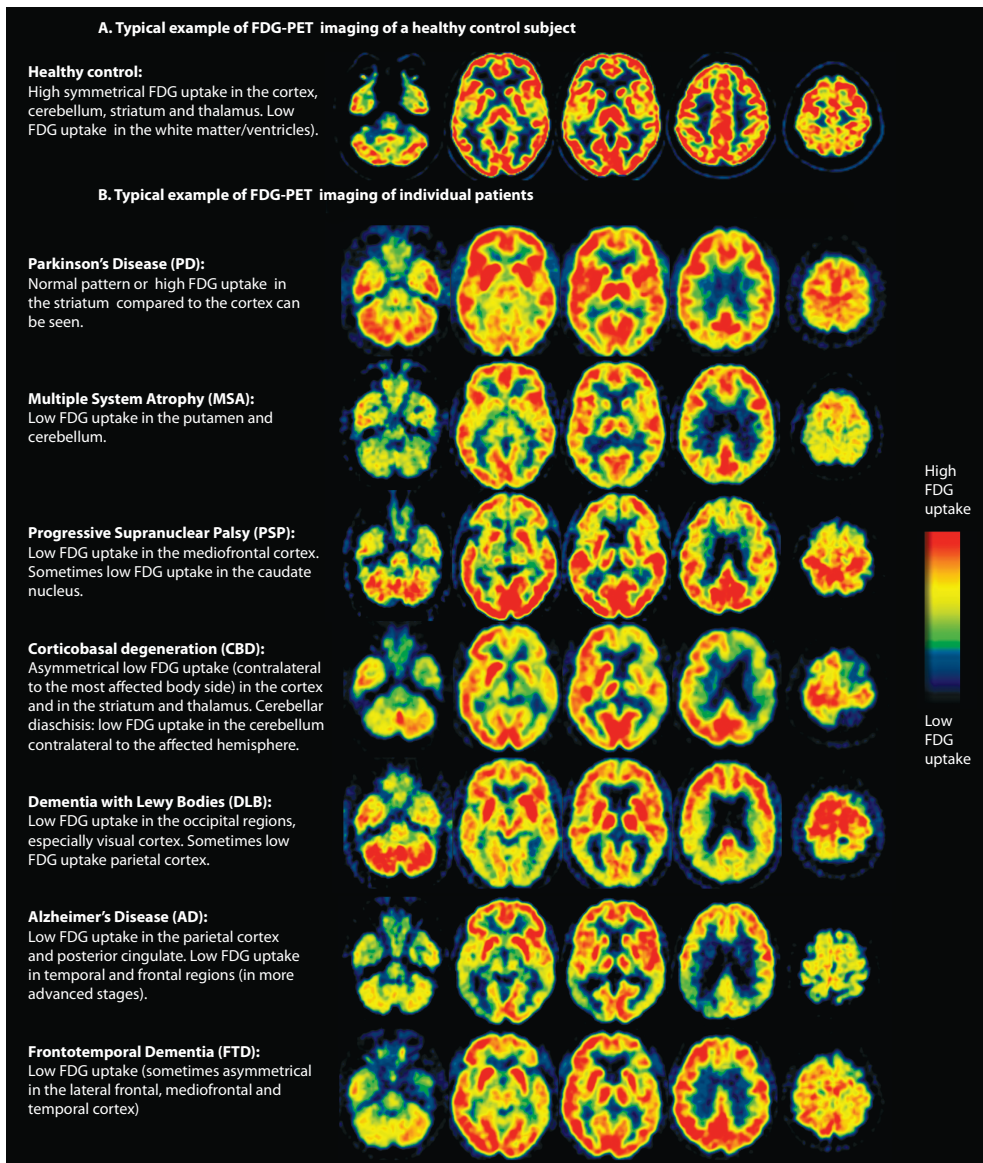 A. Typical example of FDG-PET imaging of a healthy control subject
Healthy control:
High symmetrical FDG uptake in the cortex,
cerebellum, striatum and thalamus. Low
FDG uptake in the white matter/ventricles).
B. Typical example of FDG-PET imaging of individual patients
Parkinson's Disease (PD):
Normal pattern or high FDG uptake in
the striatum compared to the cortex can
be seen.
Multiple System Atrophy (MSA):
Low FDG uptake in the putamen and
cerebellum.
Progressive Supranuclear Palsy (PSP):
Low FDG uptake in the mediofrontal cortex.
Sometimes low FDG uptake in the caudate
nucleus.
Corticobasal degeneration (CBD):
Asymmetrical low FDG uptake (contralateral
to the most affected body side) in the cortex
and in the striatum and thalamus. Cerebellar
diaschisis: low FDG uptake in the cerebellum
contralateral to the affected hemisphere.
Dementia with Lewy Bodies (DLB):
Low FDG uptake in the occipital regions,
especially visual cortex. Sometimes low
FDG uptake parietal cortex.
Alzheimer's Disease (AD):
Low FDG uptake in the parietal cortex
and posterior cingulate. Low FDG uptake
in temporal and frontal regions (in more
advanced stages).
Frontotemporal Dementia (FTD):
Low FDG uptake (sometimes asymmetrical
in the lateral frontal, mediofrontal and
temporal cortex)
High
FDG
uptake
Low
FDG
uptake